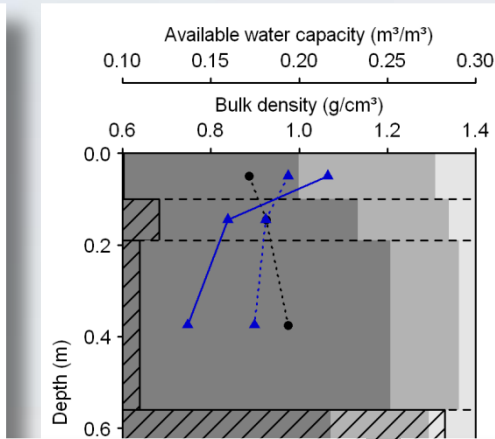 Available water capacity (m³/m³)
0.10 0.15 0.20 0.25 0.30
Bulk density (g/cm³)
0.6 0.8 1.0 1.2 1.4
0.0
0.2
0.4
0.6
Depth (m)